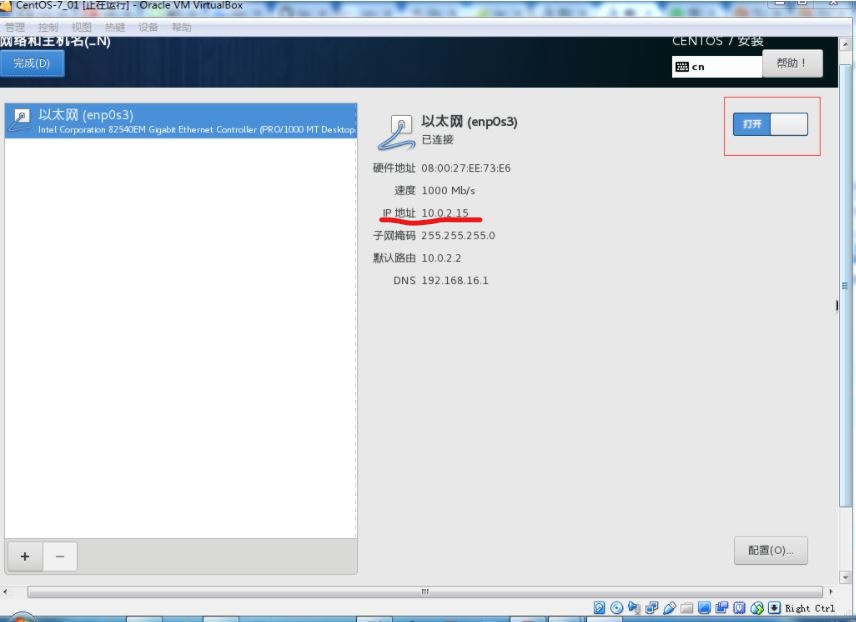 CentOS-7_01 [正在运行] - Oracle VM VirtualBox
管理 控制 视图 热键 设备 帮助
网络和主机名(_N)
CENTOS 7 安装
完成(D)
cn
帮助！
以太网 (enp0s3)
Intel Corporation 82540EM Gigabit Ethernet Controller (PRO/1000 MT Desktop
以太网 (enp0s3)
已连接
打开
硬件地址 08:00:27:EE:73:E6
速度 1000 Mb/s
IP 地址 10.0.2.15
子网掩码 255.255.255.0
默认路由 10.0.2.2
DNS 192.168.16.1
+ −
配置(O)...
Right Ctrl